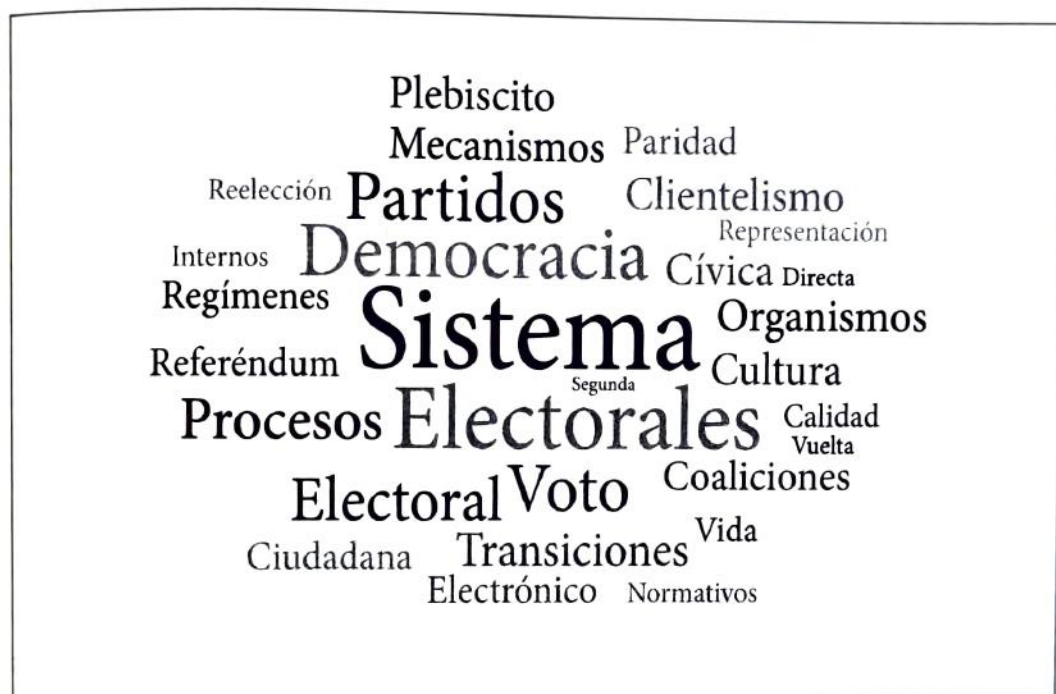 Plebiscito
Mecanismos Paridad
Reelección Partidos Clientelismo
Representación
Internos Democracia Cívica Directa
Regímenes Sistema Organismos
Referéndum Segunda Cultura
Procesos Electorales Calidad
Vuelta
Electoral Voto Coaliciones
Ciudadana Transiciones Vida
Electrónico Normativos